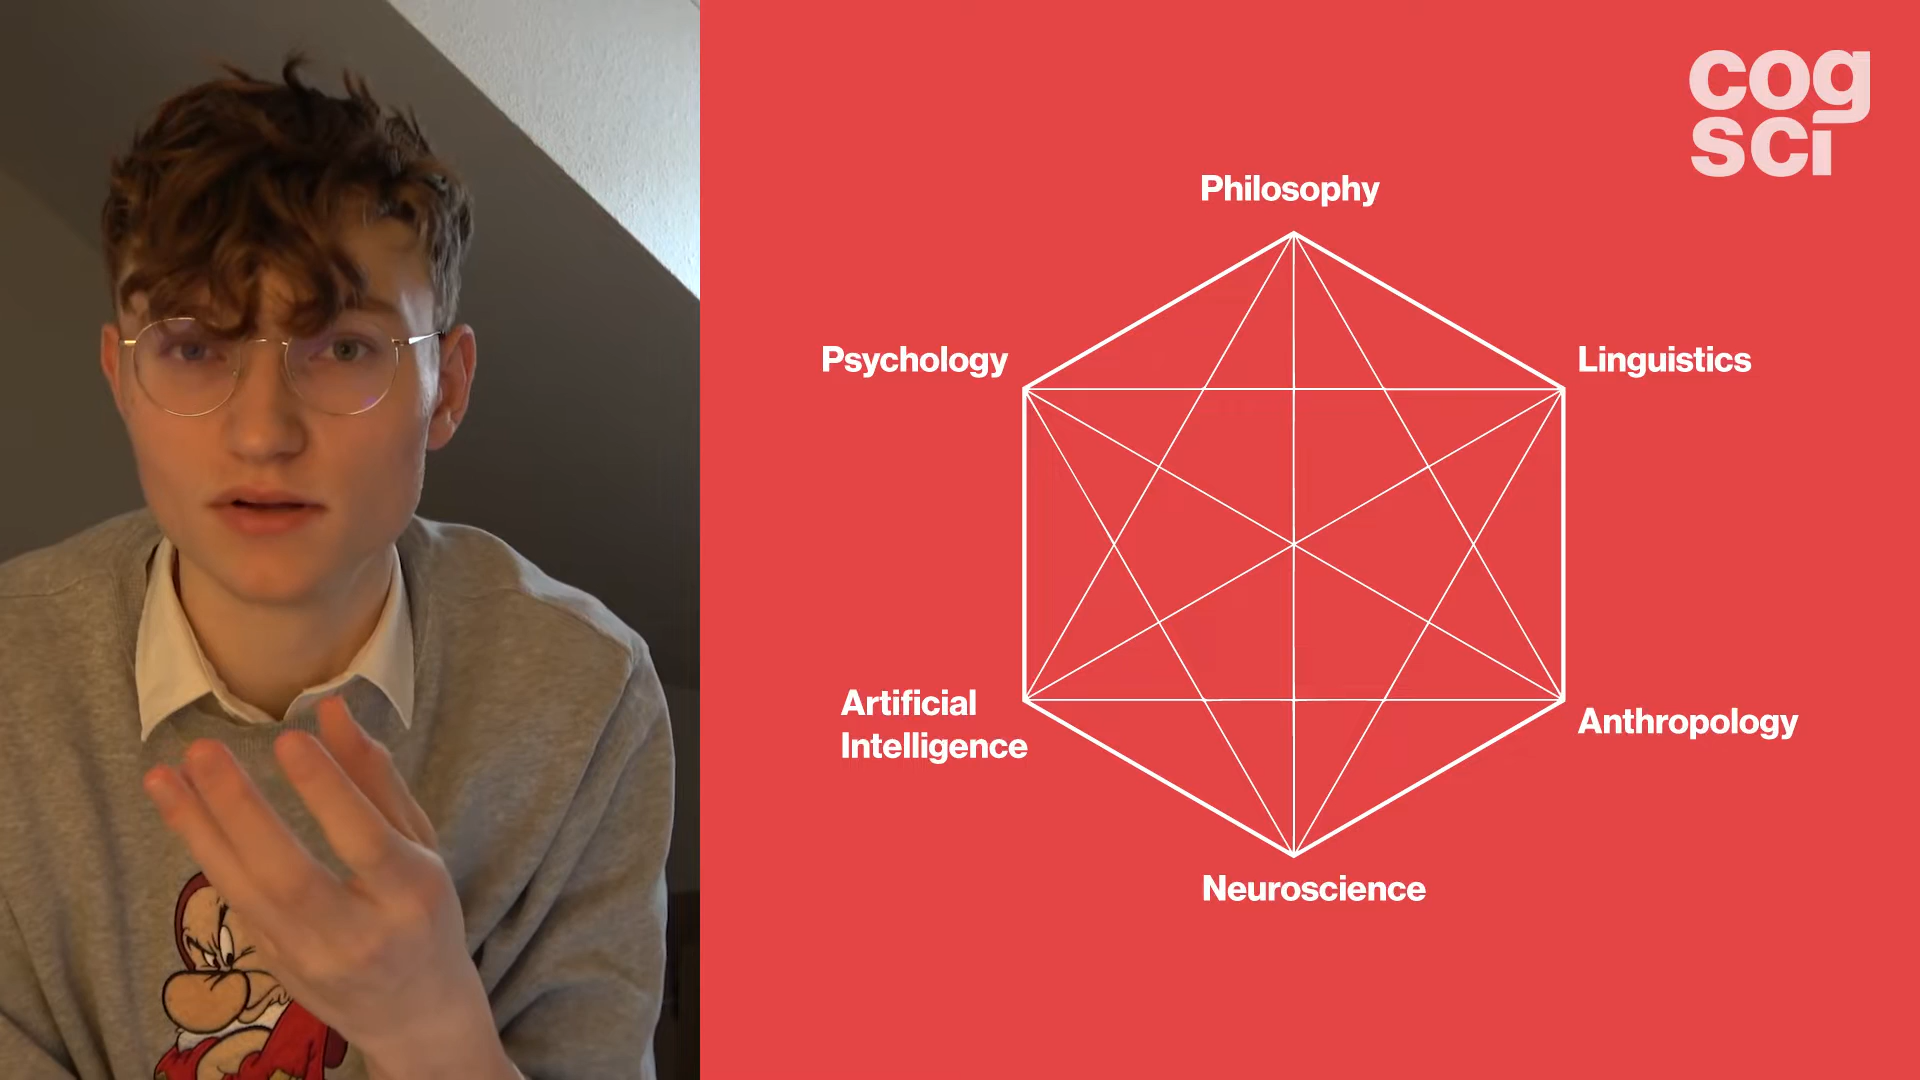 cog
sci
Philosophy
Psychology
Linguistics
Artificial
Intelligence
Anthropology
Neuroscience